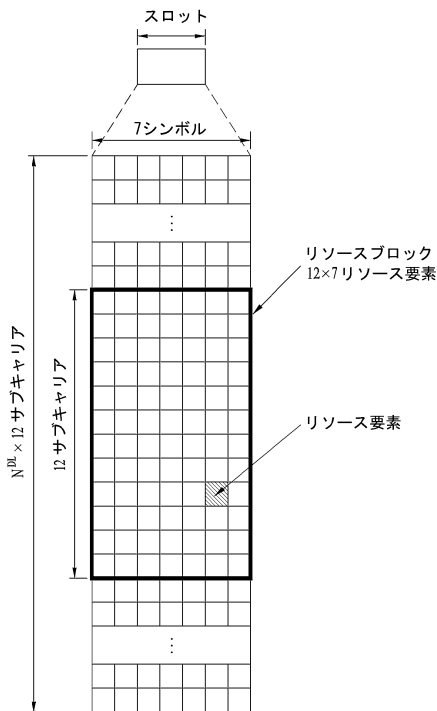 スロット
7シンボル
⋮
リソースブロック
12×7リソース要素
N^DL × 12 サブキャリア
12 サブキャリア
リソース要素
⋮